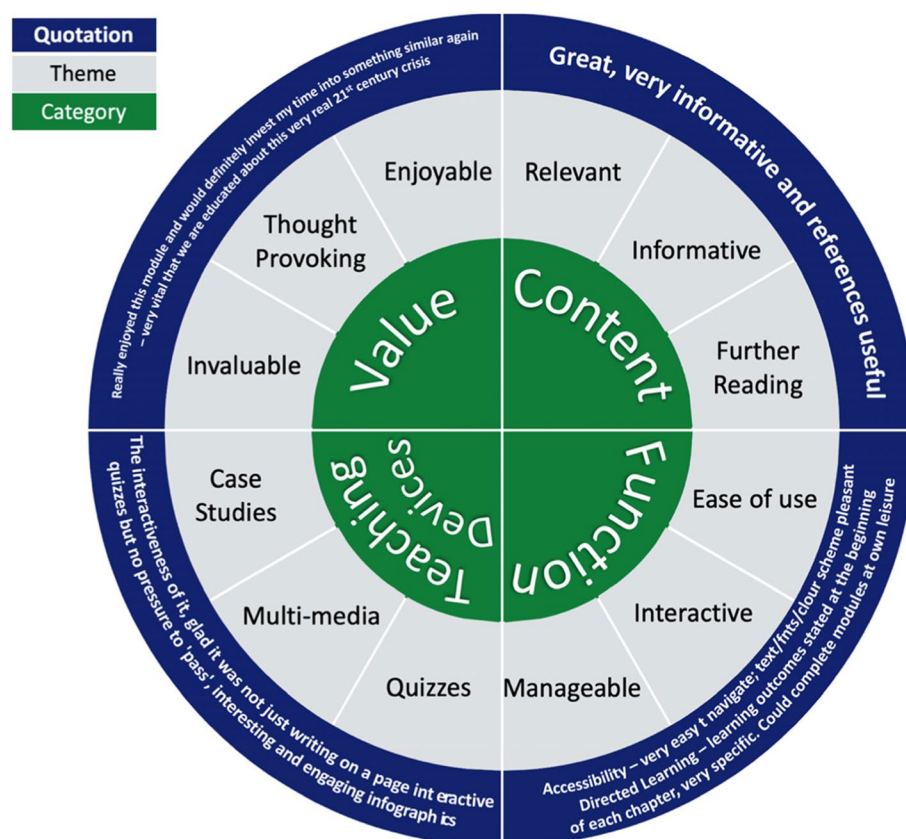 Quotation
Theme
Category
Really enjoyed this module and would definitely invest my time into something similar again
– very vital that we are educated about this very real 21st century crisis
Great, very informative and references useful
Enjoyable
Relevant
Thought
Provoking
Informative
Invaluable
Further
Reading
Value
Content
Teaching
Devices
Function
Case
Studies
Ease of use
Multi-media
Interactive
Quizzes
Manageable
The interactiveness of it, glad it was not just writing on a page int eractive
quizzes but no pressure to 'pass', interesting and engaging infograph ics
Accessibility – very easy t navigate; text/fnts/clour scheme pleasant
Directed Learning – learning outcomes stated at the beginning
of each chapter, very specific. Could complete modules at own leisure